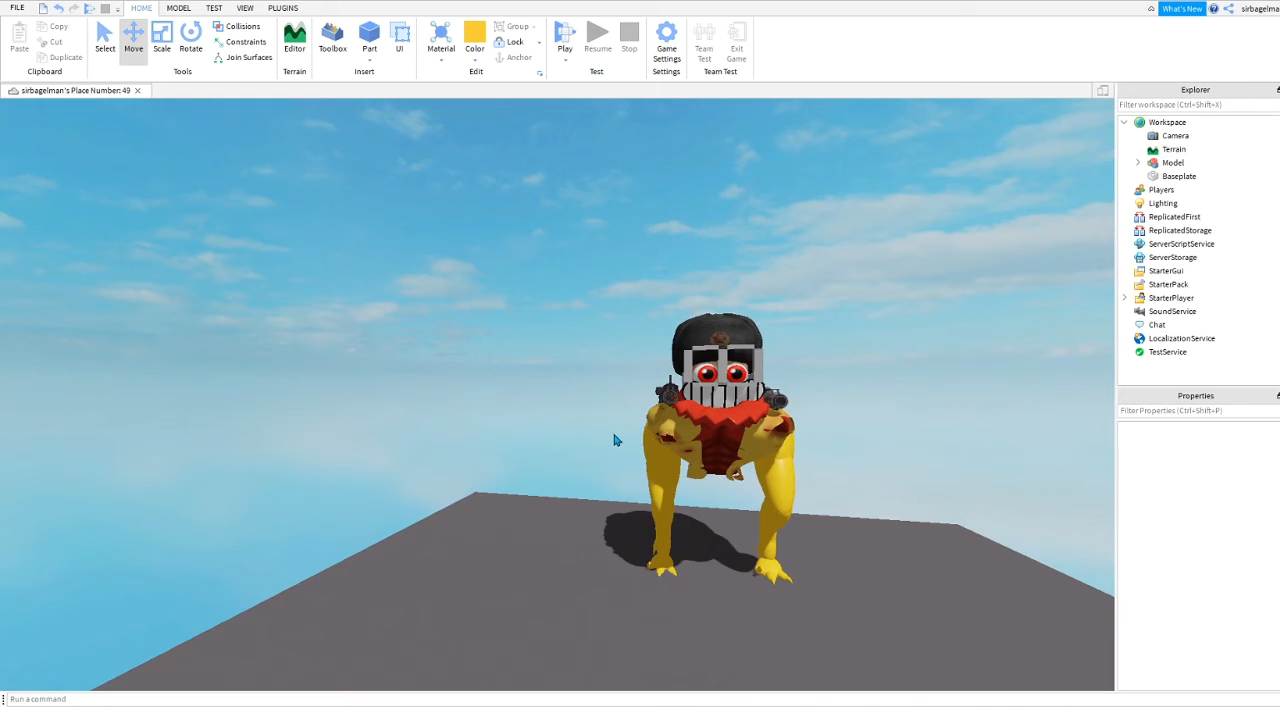 FILE HOME MODEL TEST VIEW PLUGINS What's New sirbagelma
Paste Copy Cut Duplicate Clipboard
Select Move Scale Rotate Collisions Constraints Join Surfaces Tools
Editor Terrain
Toolbox Part UI Insert
Material Color Group Lock Anchor Edit
Play Resume Stop Test
Game Settings Settings
Team Test Exit Game Team Test
sirbagelman's Place Number: 49
Explorer
Filter workspace (Ctrl+Shift+X)
Workspace
Camera
Terrain
Model
Baseplate
Players
Lighting
ReplicatedFirst
ReplicatedStorage
ServerScriptService
ServerStorage
StarterGui
StarterPack
StarterPlayer
SoundService
Chat
LocalizationService
TestService
Properties
Filter Properties (Ctrl+Shift+P)
Run a command